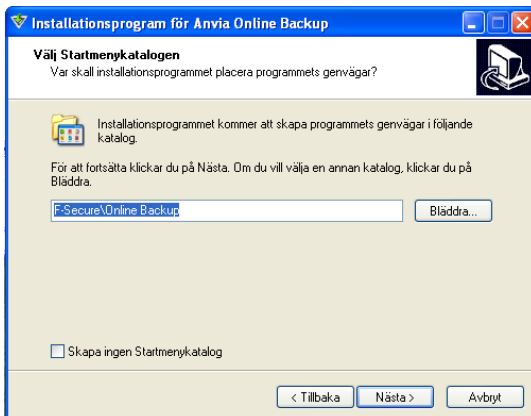 Installationsprogram för Anvia Online Backup
Välj Startmenykatalogen
Var skall installationsprogrammet placera programmets genvägar?
Installationsprogrammet kommer att skapa programmets genvägar i följande
katalog.
För att fortsätta klickar du på Nästa. Om du vill välja en annan katalog, klickar du på
Bläddra.
F-Secure\Online Backup
Bläddra...
Skapa ingen Startmenykatalog
< Tillbaka
Nästa >
Avbryt